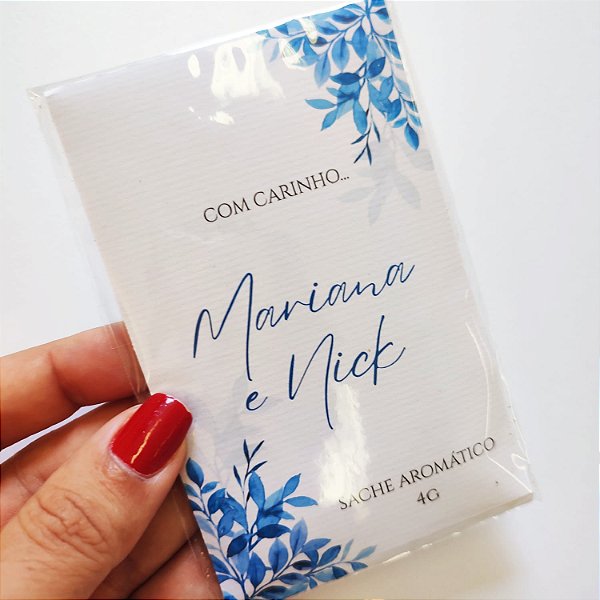 COM CARINHO...
Mariana
e Nick
SACHE AROMÁTICO
4G